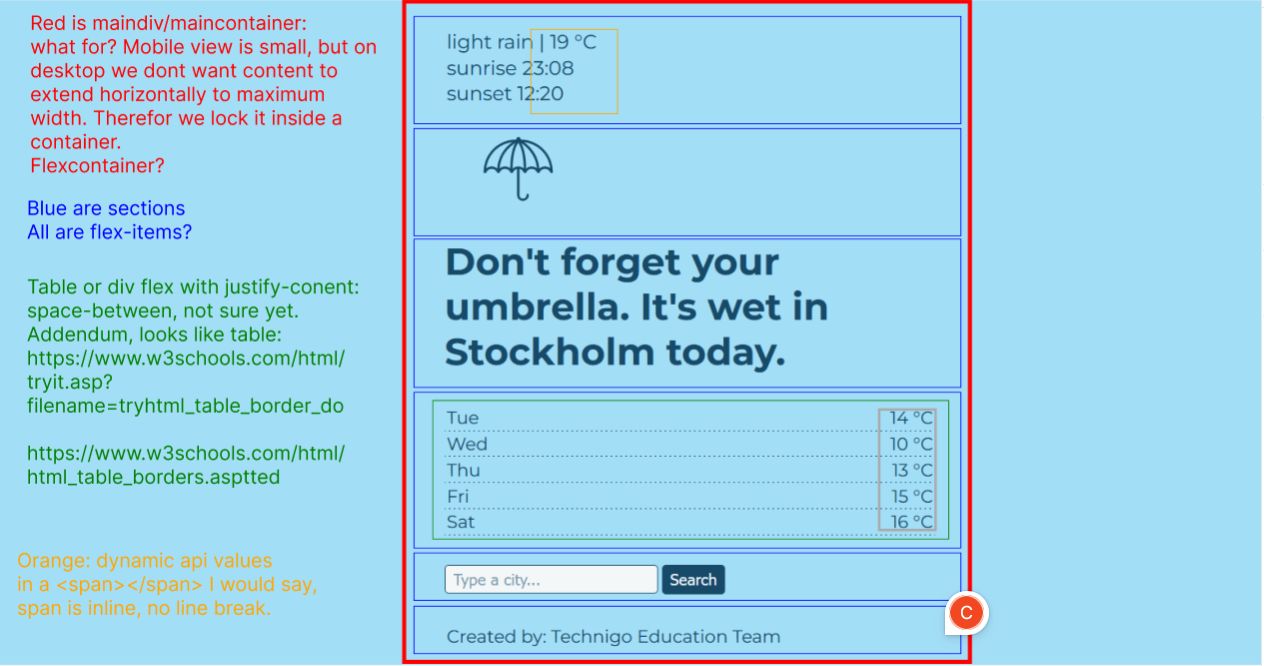 Red is maindiv/maincontainer:
what for? Mobile view is small, but on
desktop we dont want content to
extend horizontally to maximum
width. Therefor we lock it inside a
container.
Flexcontainer?
Blue are sections
All are flex-items?
Table or div flex with justify-conent:
space-between, not sure yet.
Addendum, looks like table:
https://www.w3schools.com/html/
tryit.asp?
filename=tryhtml_table_border_do
https://www.w3schools.com/html/
html_table_borders.asptted
Orange: dynamic api values
in a <span></span> I would say,
span is inline, no line break.
light rain | 19 °C
sunrise 23:08
sunset 12:20
Don't forget your
umbrella. It's wet in
Stockholm today.
Tue 14 °C
Wed 10 °C
Thu 13 °C
Fri 15 °C
Sat 16 °C
Type a city... Search
Created by: Technigo Education Team
C